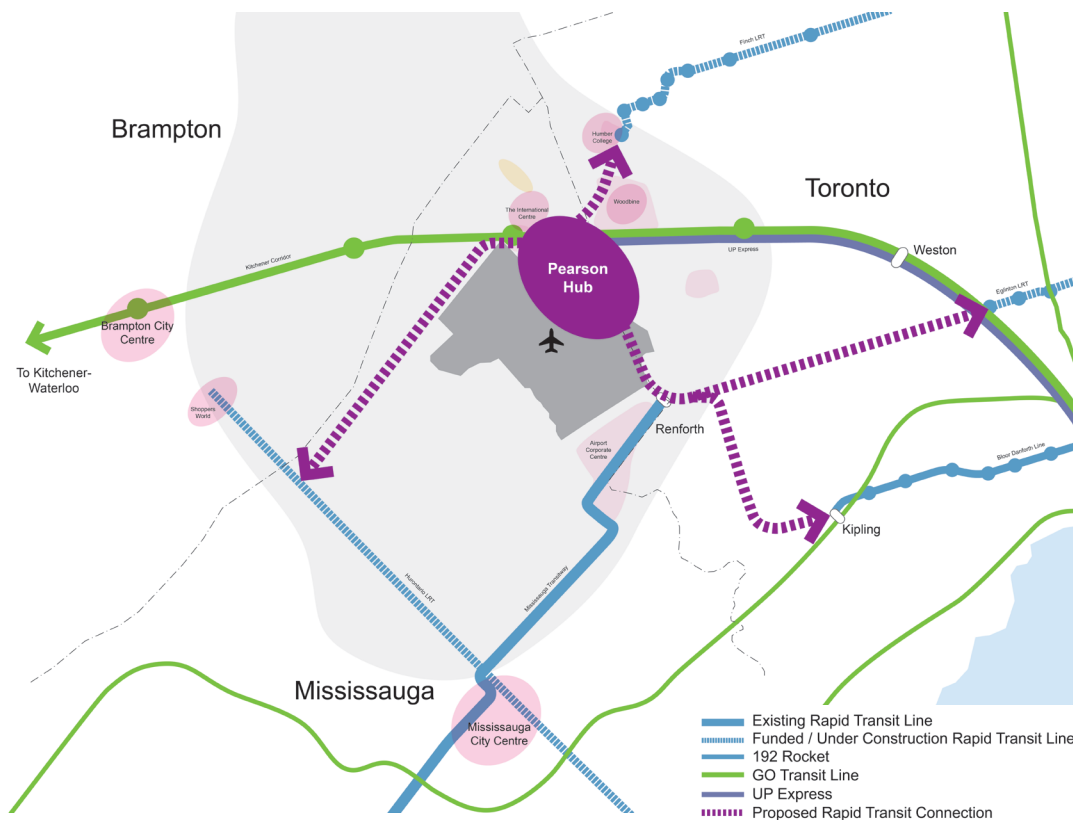 Finch LRT
Brampton
Humber
College
Toronto
Woodbine
The International
Centre
UP Express
Weston
Kitchener Corridor
Pearson
Hub
Eglinton LRT
Brampton City
Centre
To Kitchener-
Waterloo
Shoppers
World
Renforth
Airport
Corporate
Centre
Bloor Danforth Line
Kipling
Hurontario LRT
Mississauga Transitway
Mississauga
Mississauga
City Centre
Existing Rapid Transit Line
Funded / Under Construction Rapid Transit Line
192 Rocket
GO Transit Line
UP Express
Proposed Rapid Transit Connection